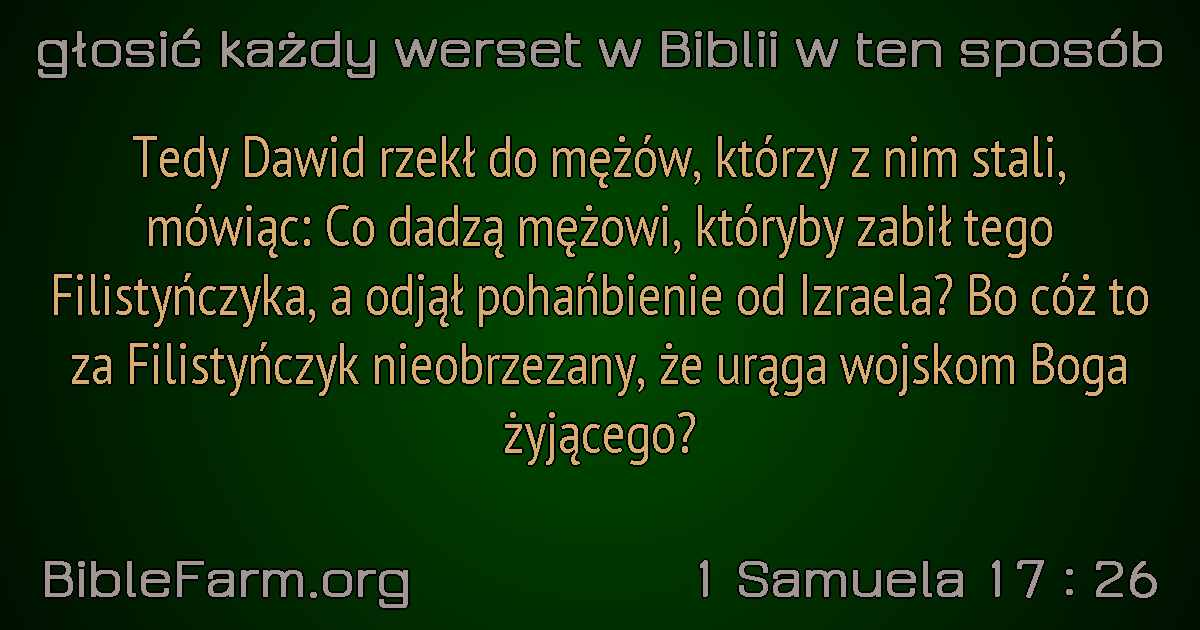 głosić każdy werset w Biblii w ten sposób
Tedy Dawid rzekł do mężów, którzy z nim stali,
mówiąc: Co dadzą mężowi, któryby zabił tego
Filistyńczyka, a odjął pohańbienie od Izraela? Bo cóż to
za Filistyńczyk nieobrzezany, że urąga wojskom Boga
żyjącego?
BibleFarm.org
1 Samuela 17 : 26